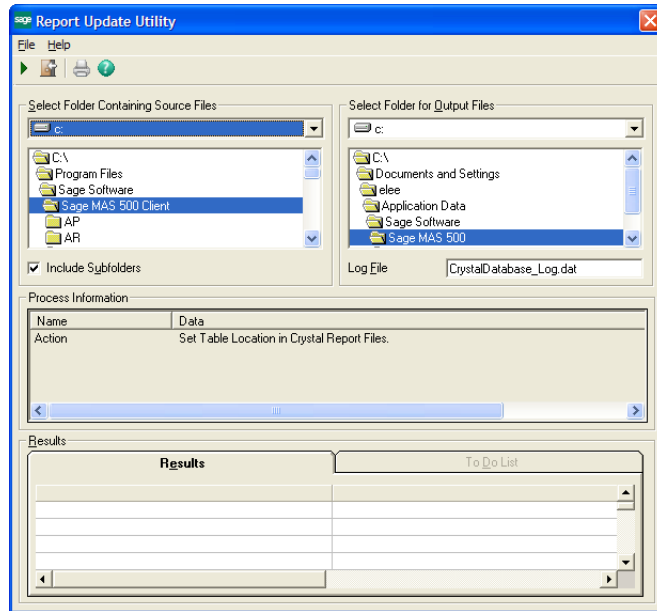 sage Report Update Utility
File Help
Select Folder Containing Source Files
c:
C:\
Program Files
Sage Software
Sage MAS 500 Client
AP
AR
Include Subfolders
Select Folder for Output Files
c:
C:\
Documents and Settings
elee
Application Data
Sage Software
Sage MAS 500
Log File CrystalDatabase_Log.dat
Process Information
Name Data
Action Set Table Location in Crystal Report Files.
Results
Results To Do List